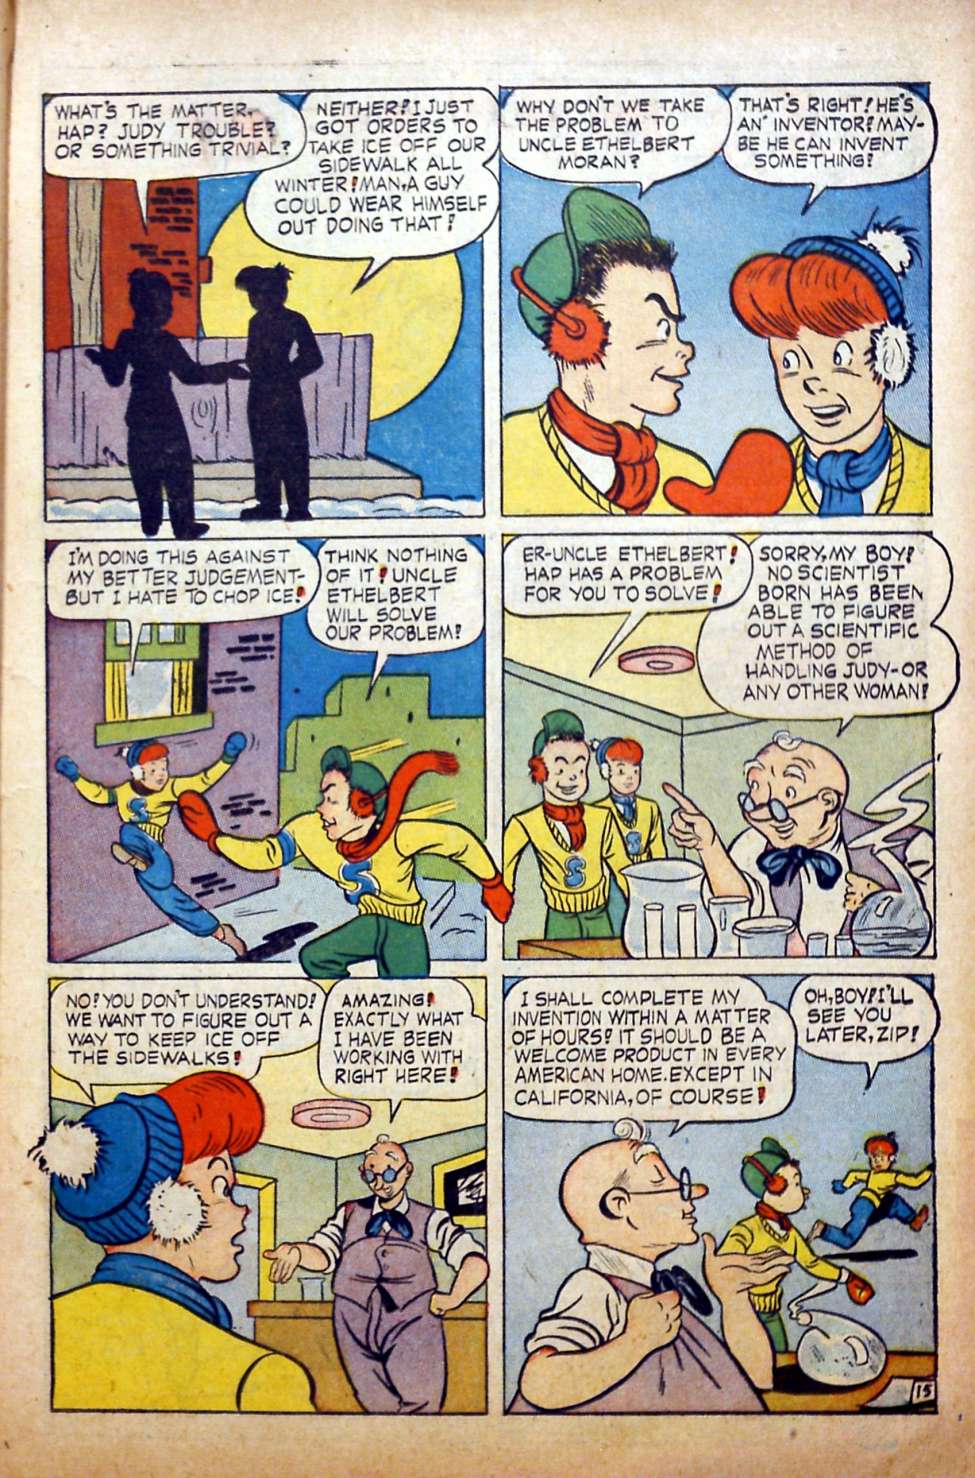 WHAT'S THE MATTER,
HAP? JUDY TROUBLE?
OR SOMETHING TRIVIAL?
NEITHER! I JUST
GOT ORDERS TO
TAKE ICE OFF OUR
SIDEWALK ALL
WINTER! MAN, A GUY
COULD WEAR HIMSELF
OUT DOING THAT!
WHY DON'T WE TAKE
THE PROBLEM TO
UNCLE ETHELBERT
MORAN?
THAT'S RIGHT! HE'S
AN INVENTOR! MAY-
BE HE CAN INVENT
SOMETHING!
I'M DOING THIS AGAINST
MY BETTER JUDGEMENT-
BUT I HATE TO CHOP ICE!
THINK NOTHING
OF IT! UNCLE
ETHELBERT
WILL SOLVE
OUR PROBLEM!
S
S
ER-UNCLE ETHELBERT!
HAP HAS A PROBLEM
FOR YOU TO SOLVE!
SORRY, MY BOY!
NO SCIENTIST
BORN HAS BEEN
ABLE TO FIGURE
OUT A SCIENTIFIC
METHOD OF
HANDLING JUDY-OR
ANY OTHER WOMAN!
S
S
NO! YOU DON'T UNDERSTAND!
WE WANT TO FIGURE OUT A
WAY TO KEEP ICE OFF
THE SIDEWALKS!
AMAZING!
EXACTLY WHAT
I HAVE BEEN
WORKING WITH
RIGHT HERE!
I SHALL COMPLETE MY
INVENTION WITHIN A MATTER
OF HOURS! IT SHOULD BE A
WELCOME PRODUCT IN EVERY
AMERICAN HOME. EXCEPT IN
CALIFORNIA, OF COURSE!
OH, BOY! I'LL
SEE YOU
LATER, ZIP!
15